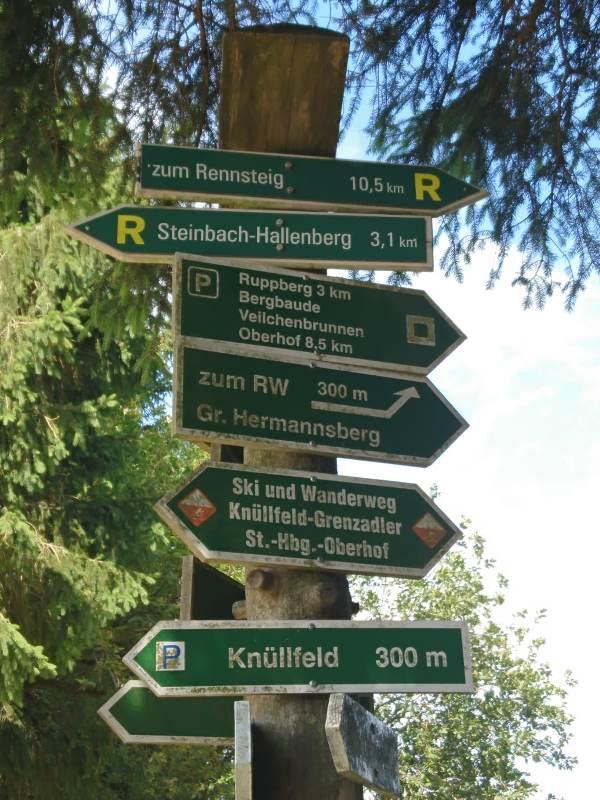 zum Rennsteig 10,5 km R
R Steinbach-Hallenberg 3,1 km
P Ruppberg 3 km
Bergbaude
Veilchenbrunnen
Oberhof 8,5 km
zum RW 300 m
Gr. Hermannsberg
Ski und Wanderweg
Knüllfeld-Grenzadler
St.-Hbg.-Oberhof
P Knüllfeld 300 m